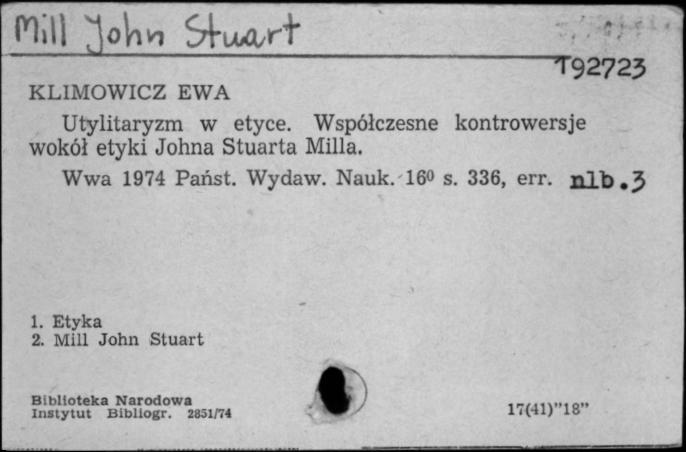 Mill John Stuart
192723
KLIMOWICZ EWA
Utylitaryzm w etyce. Współczesne kontrowersje
wokół etyki Johna Stuarta Milla.
Wwa 1974 Państ. Wydaw. Nauk. 16⁰ s. 336, err. nlb. 3
1. Etyka
2. Mill John Stuart
Biblioteka Narodowa
Instytut Bibliogr. 2851/74
17(41)”18”